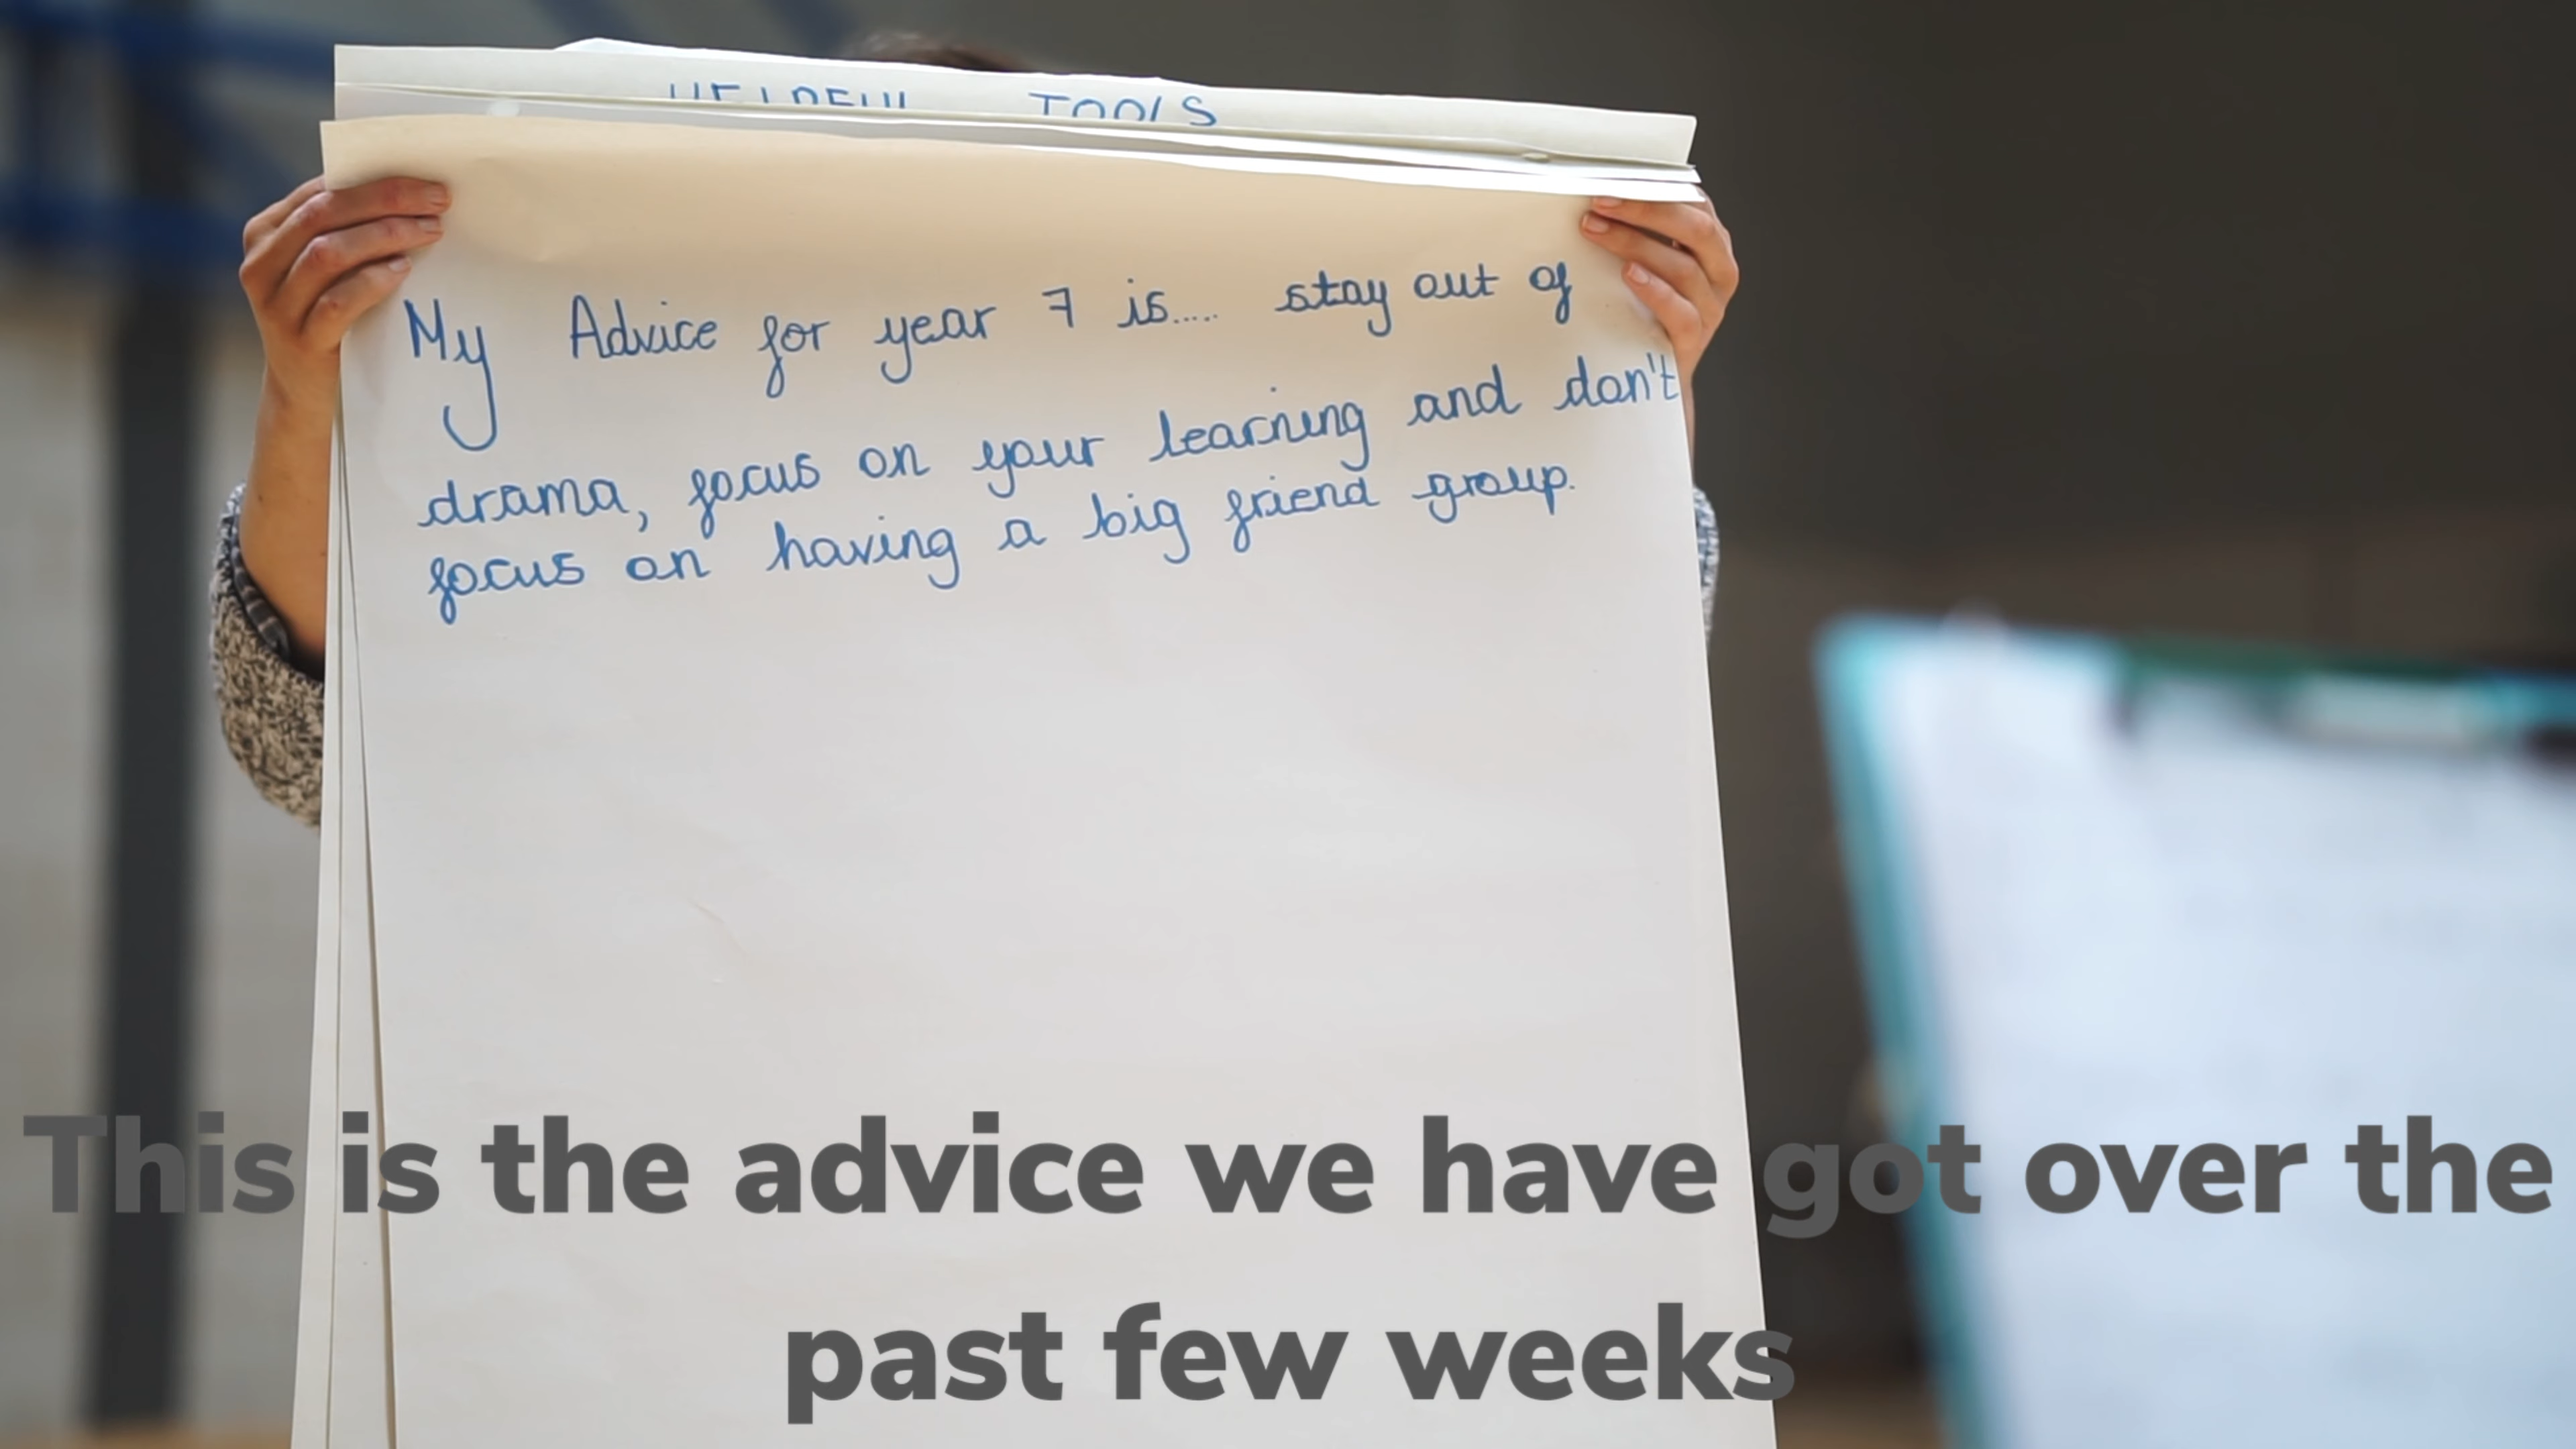 HELPFUL TOOLS
My Advice for year 7 is..... stay out of
drama, focus on your learning and don't
focus on having a big friend group.
This is the advice we have got over the
past few weeks